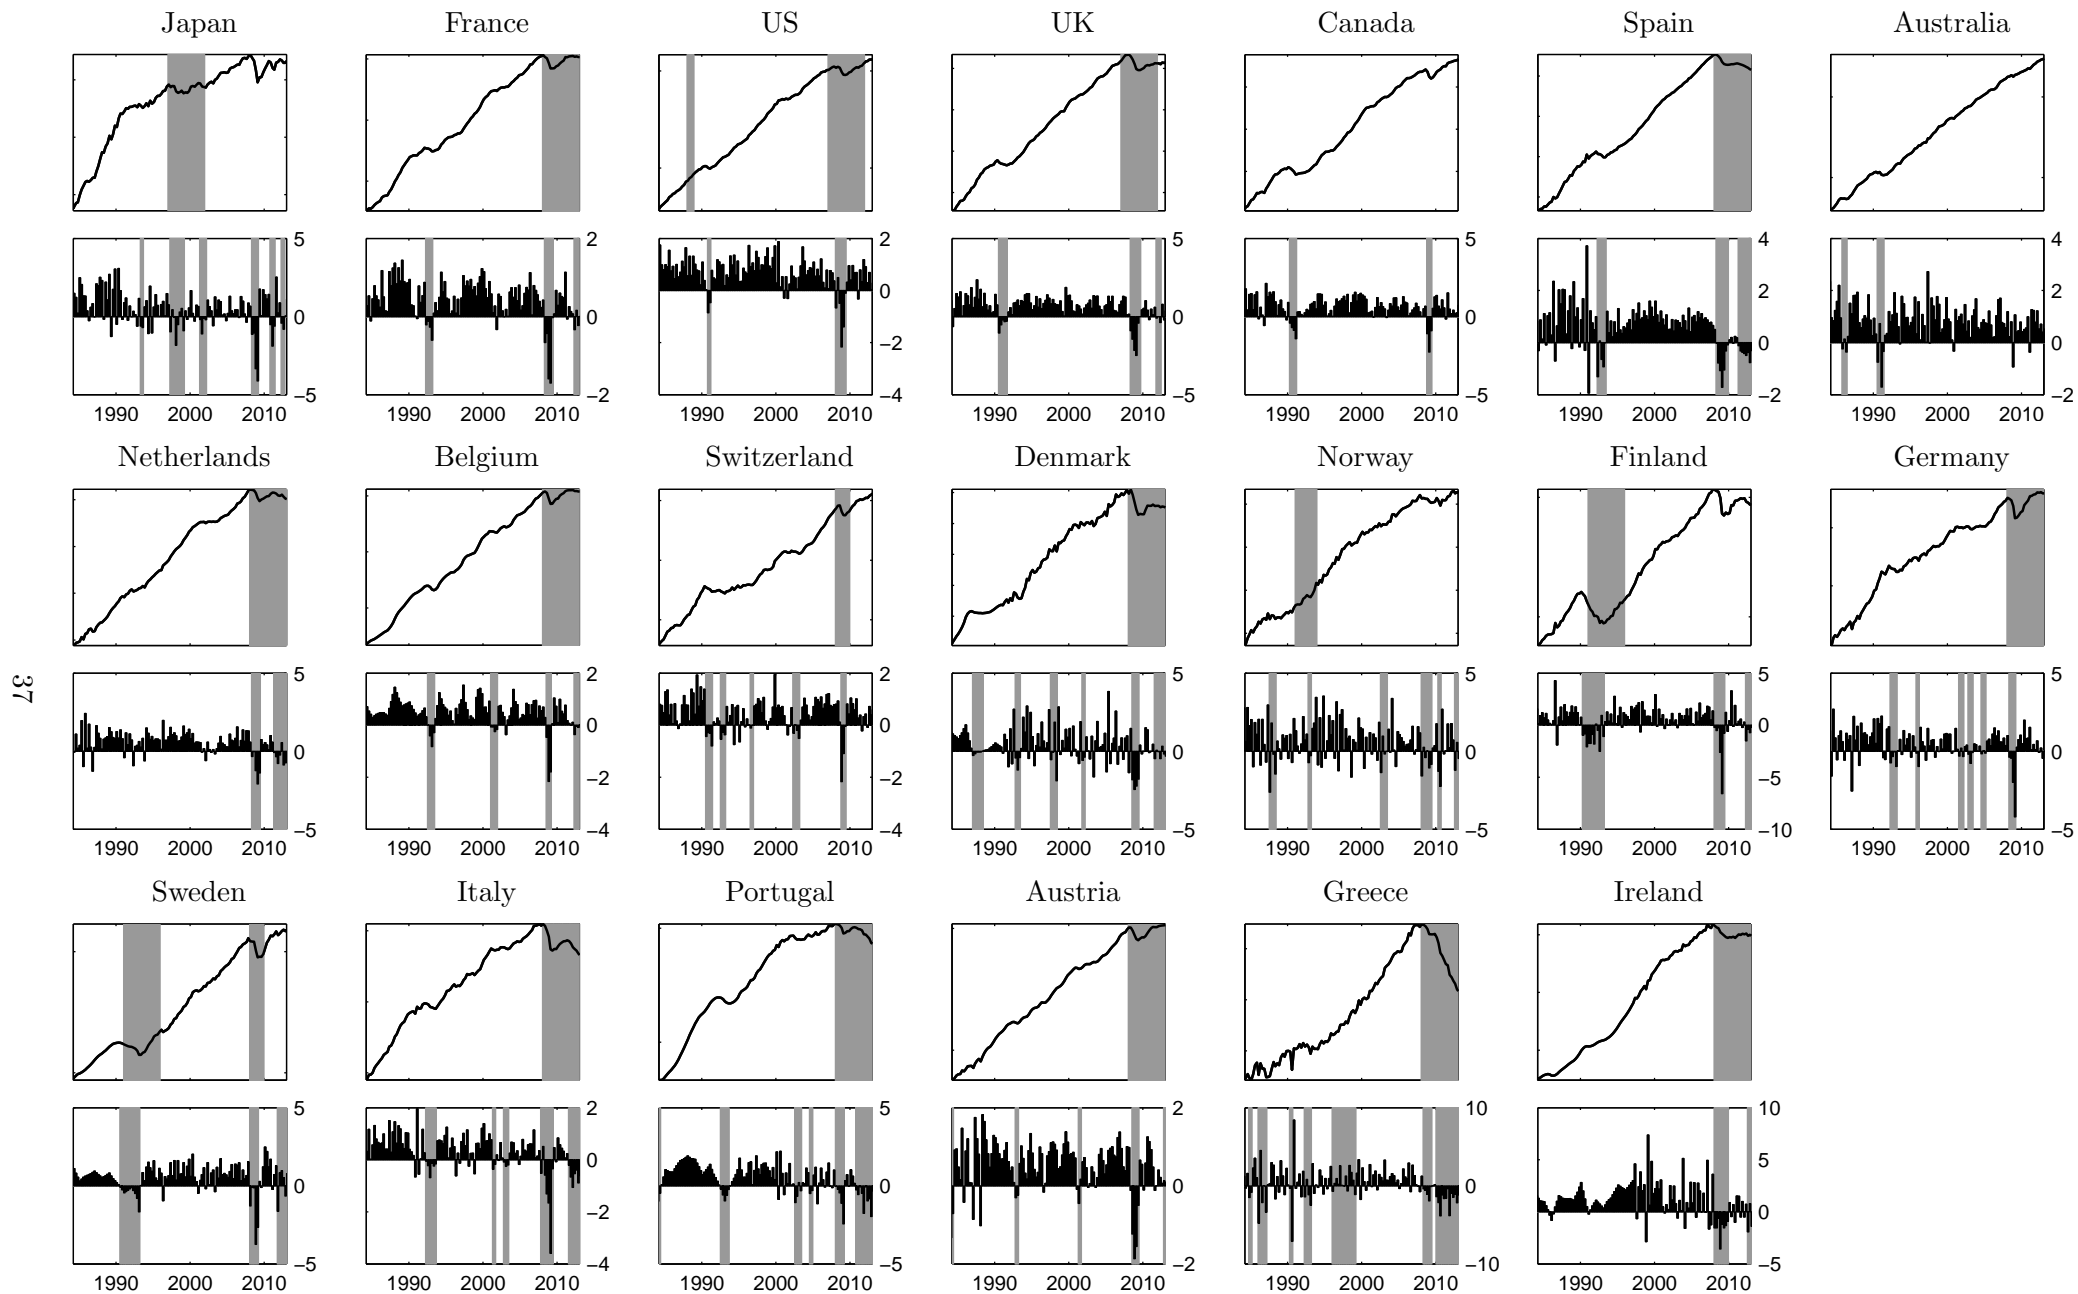 Japan France US UK Canada Spain Australia
5 2 2 5 5 4 4
2 2
0 0 0 0 0 0 0
−2
−5 −2 −4 −5 −5 −2 −2
1990 2000 2010 1990 2000 2010 1990 2000 2010 1990 2000 2010 1990 2000 2010 1990 2000 2010 1990 2000 2010
Netherlands Belgium Switzerland Denmark Norway Finland Germany
5 2 2 5 5 5 5
0 0 0 0 0 0 0
−2 −2 −5
−5 −4 −4 −5 −5 −10 −5
1990 2000 2010 1990 2000 2010 1990 2000 2010 1990 2000 2010 1990 2000 2010 1990 2000 2010 1990 2000 2010
Sweden Italy Portugal Austria Greece Ireland
5 2 5 2 10 10
5
0 0 0 0 0 0
−2
−5 −4 −5 −2 −10 −5
1990 2000 2010 1990 2000 2010 1990 2000 2010 1990 2000 2010 1990 2000 2010 1990 2000 2010
37